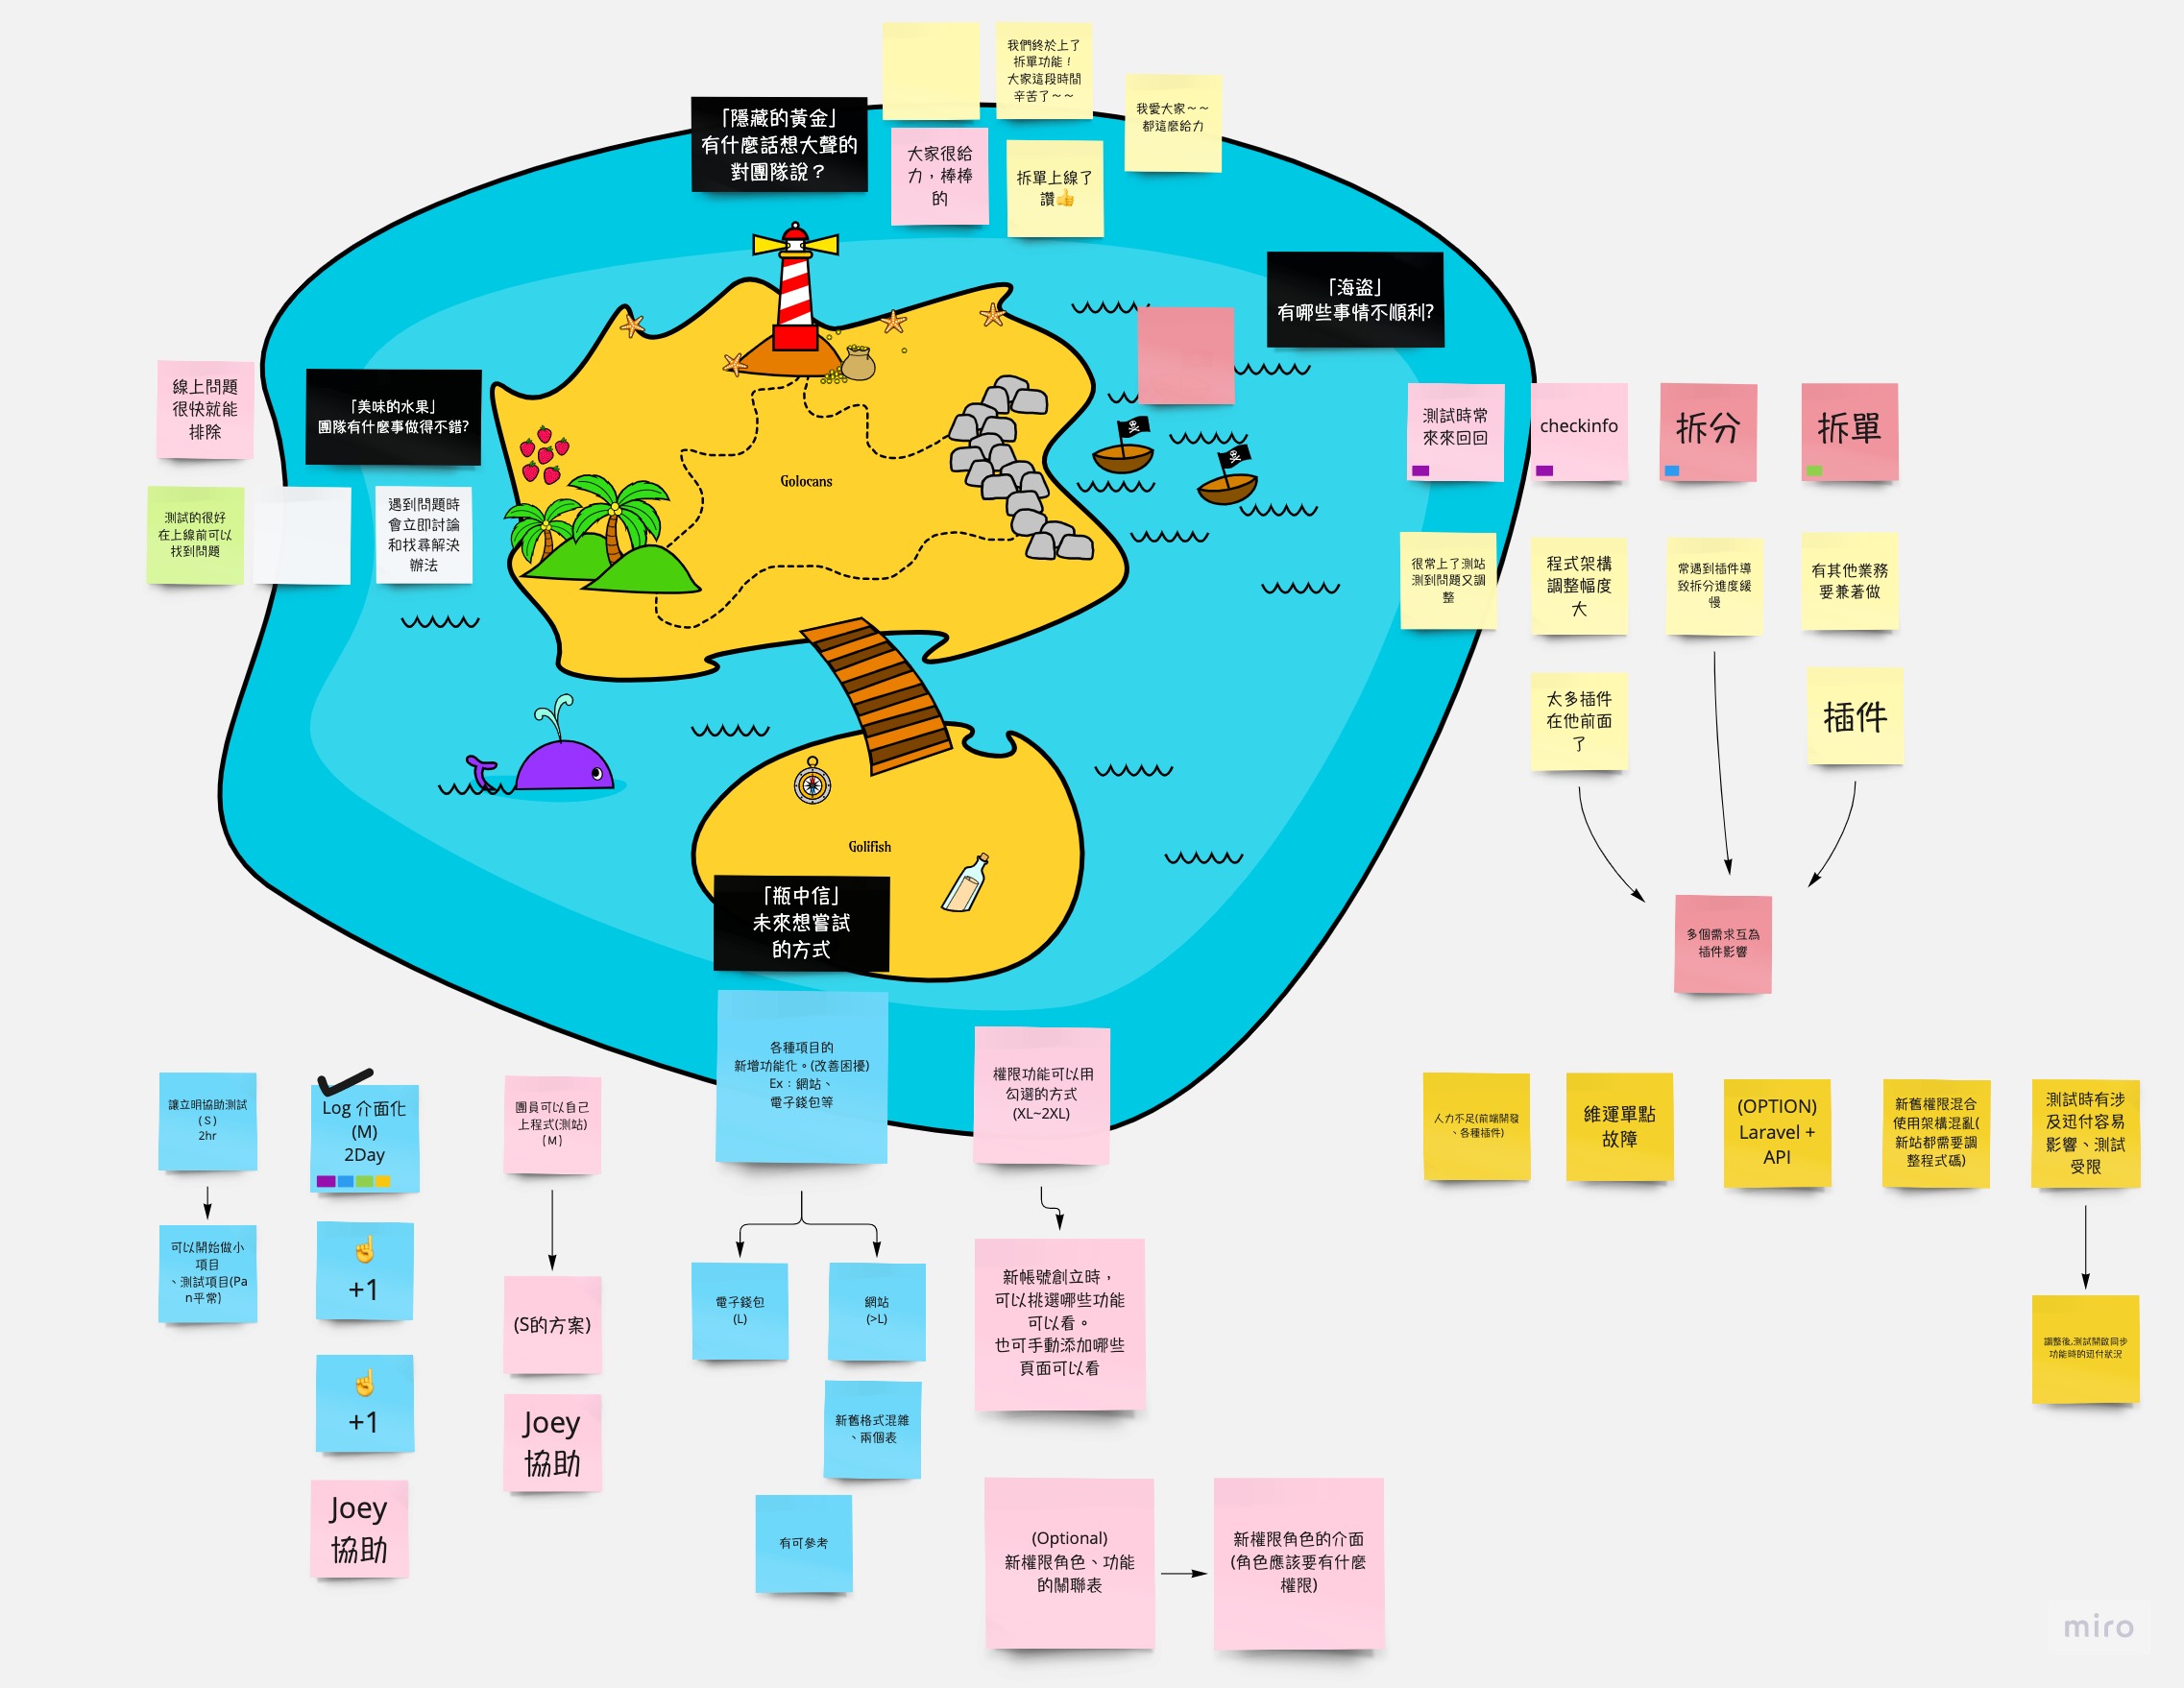 我們終於上了
拆單功能！
大家這段時間
辛苦了～～
我愛大家～～
都這麼給力
「隱藏的黃金」
有什麼話想大聲的
對團隊說？
大家很給
力，棒棒
的
拆單上線了
讚👍
「海盜」
有哪些事情不順利?
線上問題
很快就能
排除
「美味的水果」
團隊有什麼事做得不錯?
測試時常
來來回回
checkinfo
拆分
拆單
Golocans
測試的很好
在上線前可以
找到問題
遇到問題時
會立即討論
和找尋解決
辦法
很常上了測站
測到問題又調
整
程式架構
調整幅度
大
常遇到插件導
致拆分進度緩
慢
有其他業務
要兼著做
太多插件
在他前面
了
插件
Golifish
「瓶中信」
未來想嘗試
的方式
多個需求互為
插件影響
讓立明協助測試
(S)
2hr
Log 介面化
(M)
2Day
團員可以自己
上程式(測站)
(M)
各種項目的
新增功能化。(改善困擾)
Ex：網站、
電子錢包等
權限功能可以用
勾選的方式
(XL~2XL)
人力不足(前端開發
、各種插件)
維運單點
故障
(OPTION)
Laravel +
API
新舊權限混合
使用架構混亂(
新站都需要調
整程式碼)
測試時有涉
及迅付容易
影響、測試
受限
可以開始做小
項目
、測試項目(Pa
n平常)
☝
+1
(S的方案)
電子錢包
(L)
網站
(>L)
新帳號創立時，
可以挑選哪些功能
可以看。
也可手動添加哪些
頁面可以看
調整後,測試開啟同步
功能時的迅付狀況
☝
+1
Joey
協助
新舊格式混雜
、兩個表
Joey
協助
有可參考
(Optional)
新權限角色、功能
的關聯表
新權限角色的介面
(角色應該要有什麼
權限)
miro